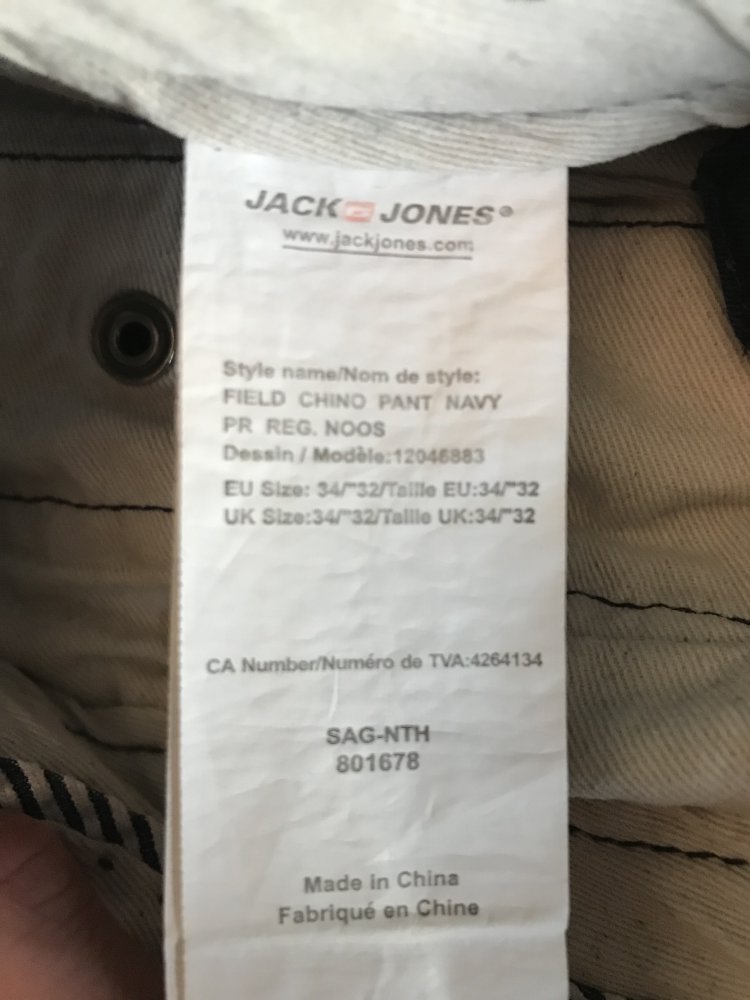 JACK JONES®
www.jackjones.com
Style name/Nom de style:
FIELD CHINO PANT NAVY
PR REG. NOOS
Dessin / Modèle:12046883
EU Size: 34/"32/Taille EU:34/"32
UK Size:34/"32/Taille UK:34/"32
CA Number/Numéro de TVA:4264134
SAG-NTH
801678
Made in China
Fabriqué en Chine